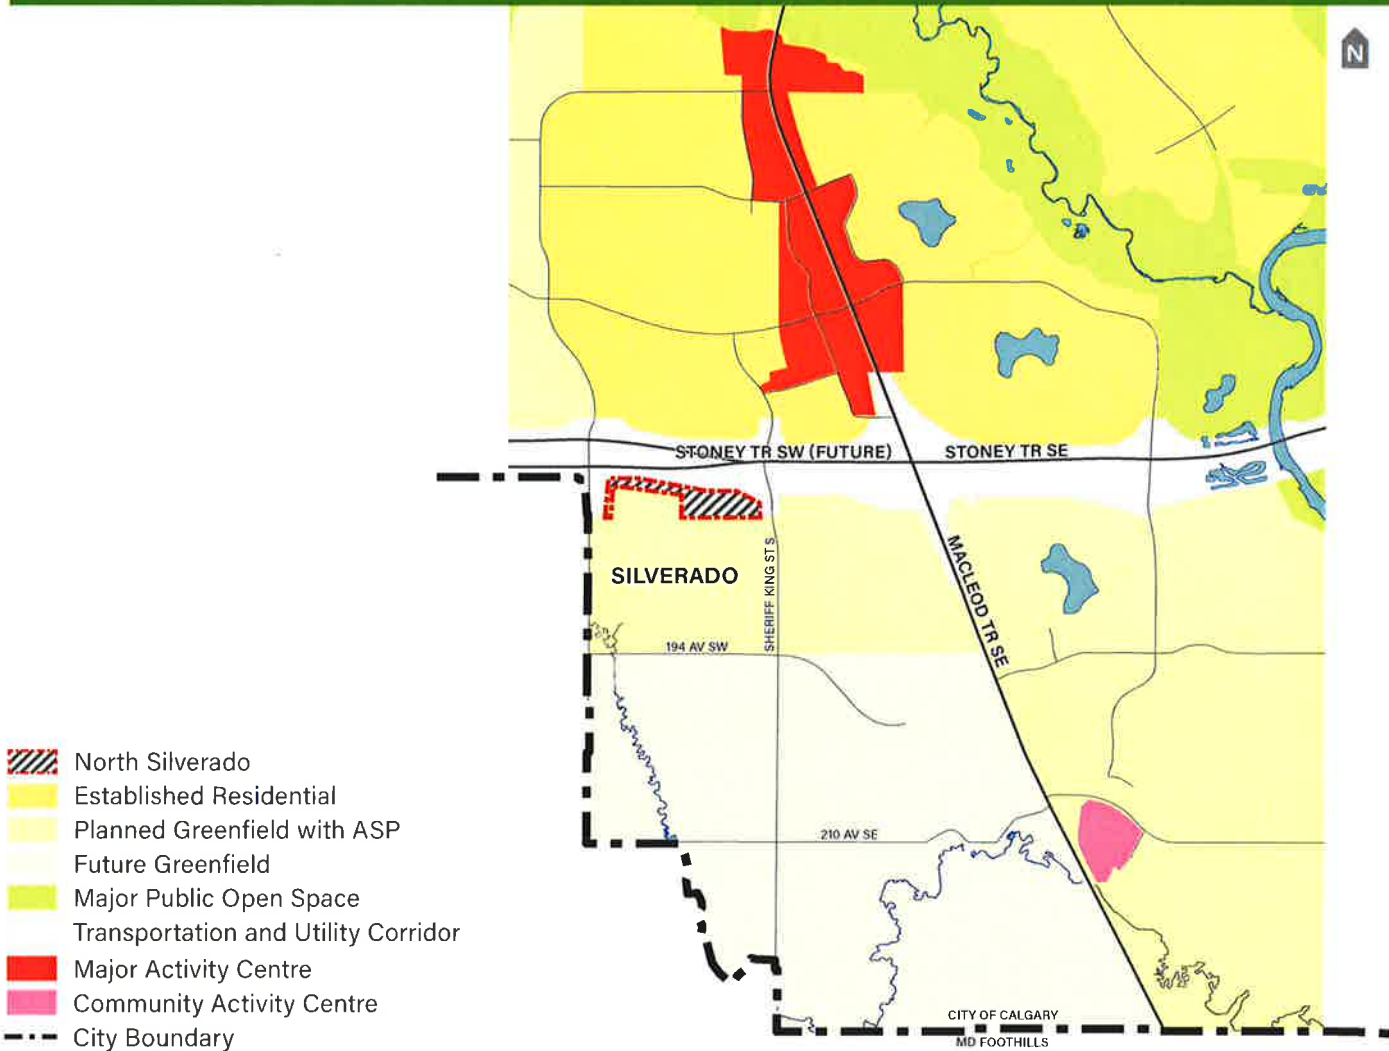 N
STONEY TR SW (FUTURE)
STONEY TR SE
SILVERADO
SHERIFF KING ST S
MACLEOD TR SE
194 AV SW
210 AV SE
North Silverado
Established Residential
Planned Greenfield with ASP
Future Greenfield
Major Public Open Space
Transportation and Utility Corridor
Major Activity Centre
Community Activity Centre
City Boundary
CITY OF CALGARY
MD FOOTHILLS